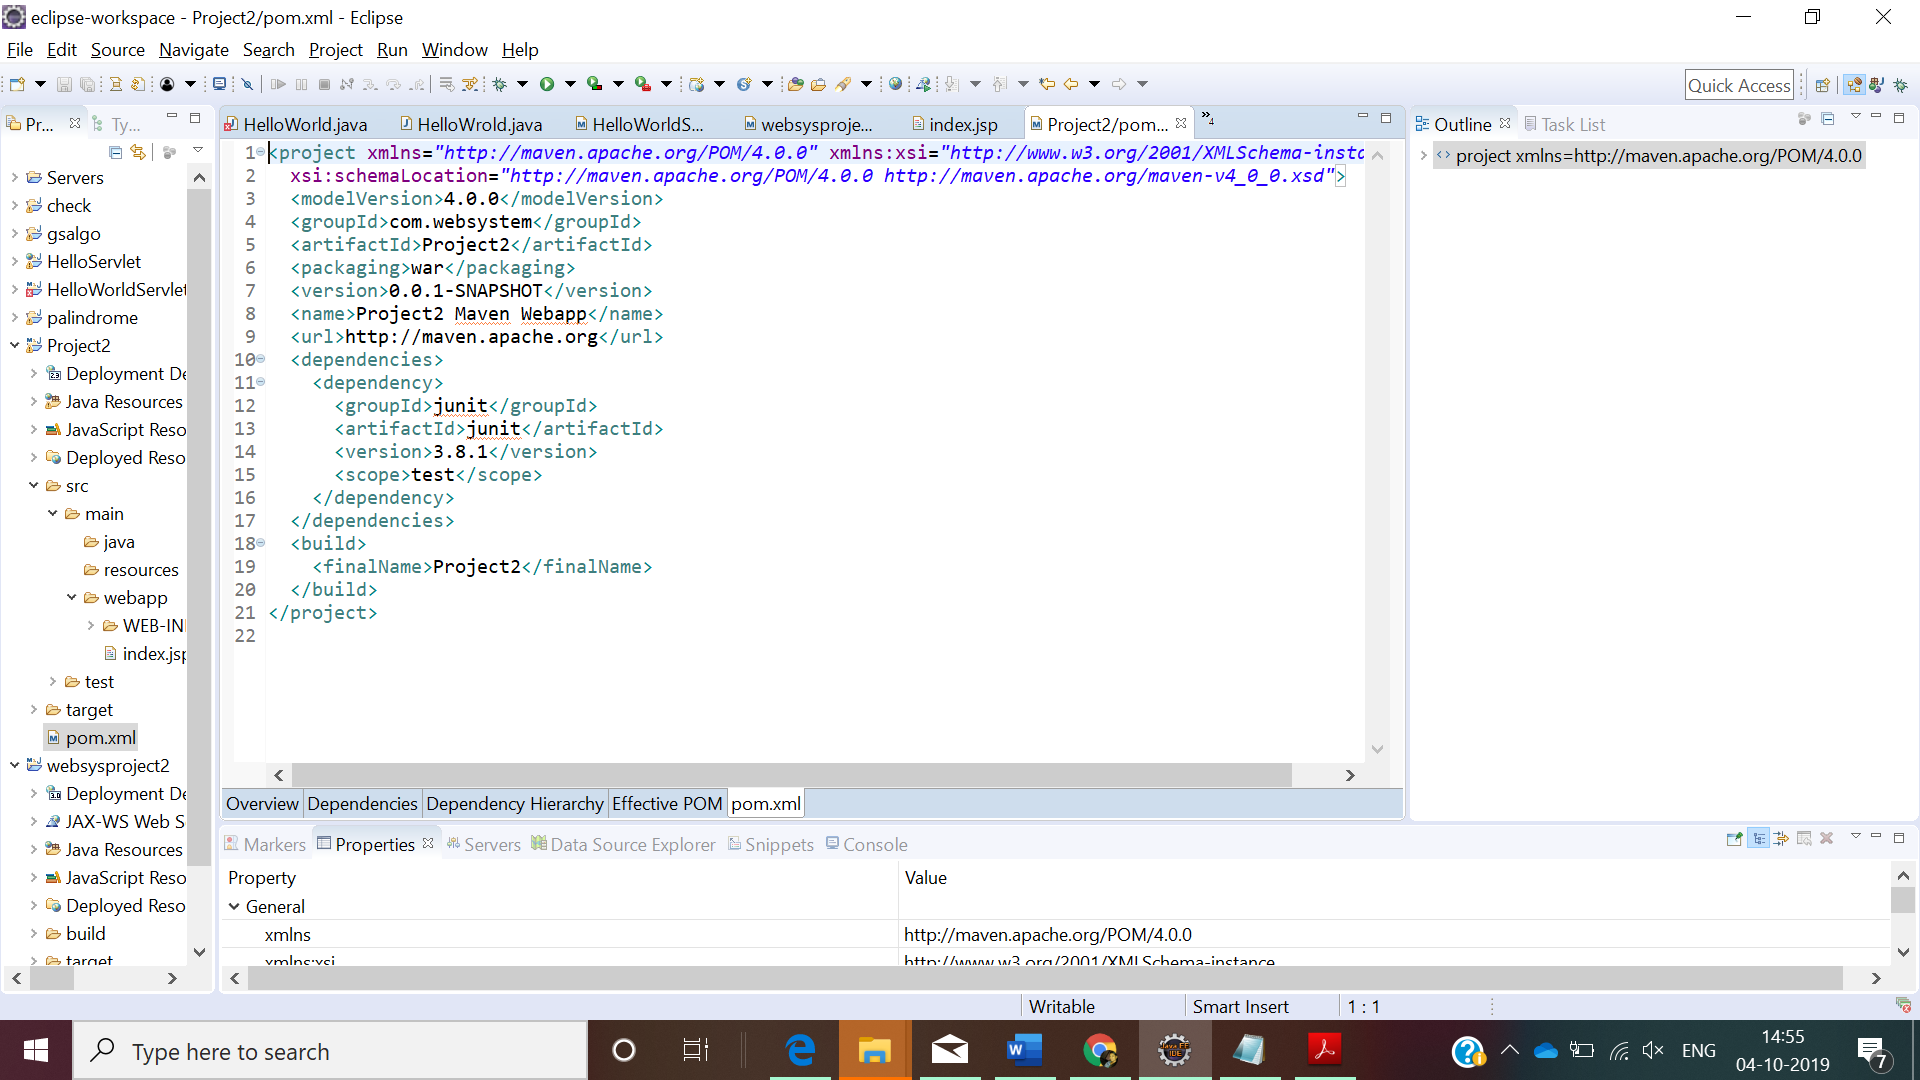 eclipse-workspace - Project2/pom.xml - Eclipse
File Edit Source Navigate Search Project Run Window Help
Quick Access
Pr... Ty...
HelloWorld.java HelloWrold.java HelloWorldS... websysproje... index.jsp Project2/pom... »4
Outline Task List
Servers
check
gsalgo
HelloServlet
HelloWorldServlet
palindrome
Project2
Deployment De
Java Resources
JavaScript Reso
Deployed Reso
src
main
java
resources
webapp
WEB-INI
index.jsp
test
target
pom.xml
websysproject2
Deployment De
JAX-WS Web S
Java Resources
JavaScript Reso
Deployed Reso
build
target
1 <project xmlns="http://maven.apache.org/POM/4.0.0" xmlns:xsi="http://www.w3.org/2001/XMLSchema-insta
2 xsi:schemaLocation="http://maven.apache.org/POM/4.0.0 http://maven.apache.org/maven-v4_0_0.xsd">
3 <modelVersion>4.0.0</modelVersion>
4 <groupId>com.websystem</groupId>
5 <artifactId>Project2</artifactId>
6 <packaging>war</packaging>
7 <version>0.0.1-SNAPSHOT</version>
8 <name>Project2 Maven Webapp</name>
9 <url>http://maven.apache.org</url>
10 <dependencies>
11 <dependency>
12 <groupId>junit</groupId>
13 <artifactId>junit</artifactId>
14 <version>3.8.1</version>
15 <scope>test</scope>
16 </dependency>
17 </dependencies>
18 <build>
19 <finalName>Project2</finalName>
20 </build>
21 </project>
22
Overview Dependencies Dependency Hierarchy Effective POM pom.xml
project xmlns=http://maven.apache.org/POM/4.0.0
Markers Properties Servers Data Source Explorer Snippets Console
Property Value
General
xmlns http://maven.apache.org/POM/4.0.0
xmlns:xsi http://www.w3.org/2001/XMLSchema-instance
Writable Smart Insert 1 : 1
Type here to search
ENG
14:55
04-10-2019
7